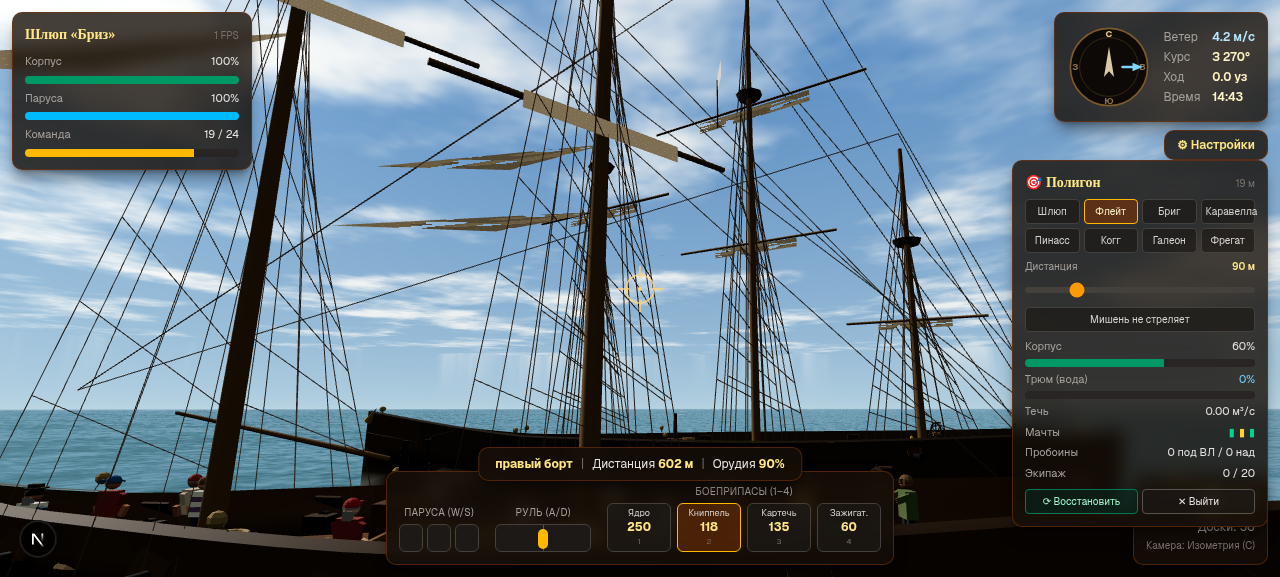 Шлюп «Бриз»
1 FPS
Корпус 100%
Паруса 100%
Команда 19 / 24
С
З В
Ю
Ветер 4.2 м/с
Курс З 270°
Ход 0.0 уз
Время 14:43
⚙ Настройки
🎯 Полигон 19 м
Шлюп Флейт Бриг Каравелла
Пинасс Когг Галеон Фрегат
Дистанция 90 м
Мишень не стреляет
Корпус 60%
Трюм (вода) 0%
Течь 0.00 м³/с
Мачты
Пробоины 0 под ВЛ / 0 над
Экипаж 0 / 20
⟳ Восстановить ✕ Выйти
Камера: Изометрия (C)
правый борт | Дистанция 602 м | Орудия 90%
БОЕПРИПАСЫ (1–4)
ПАРУСА (W/S) РУЛЬ (A/D)
Ядро Книппель Картечь Зажигат.
250 118 135 60
1 2 3 4
N